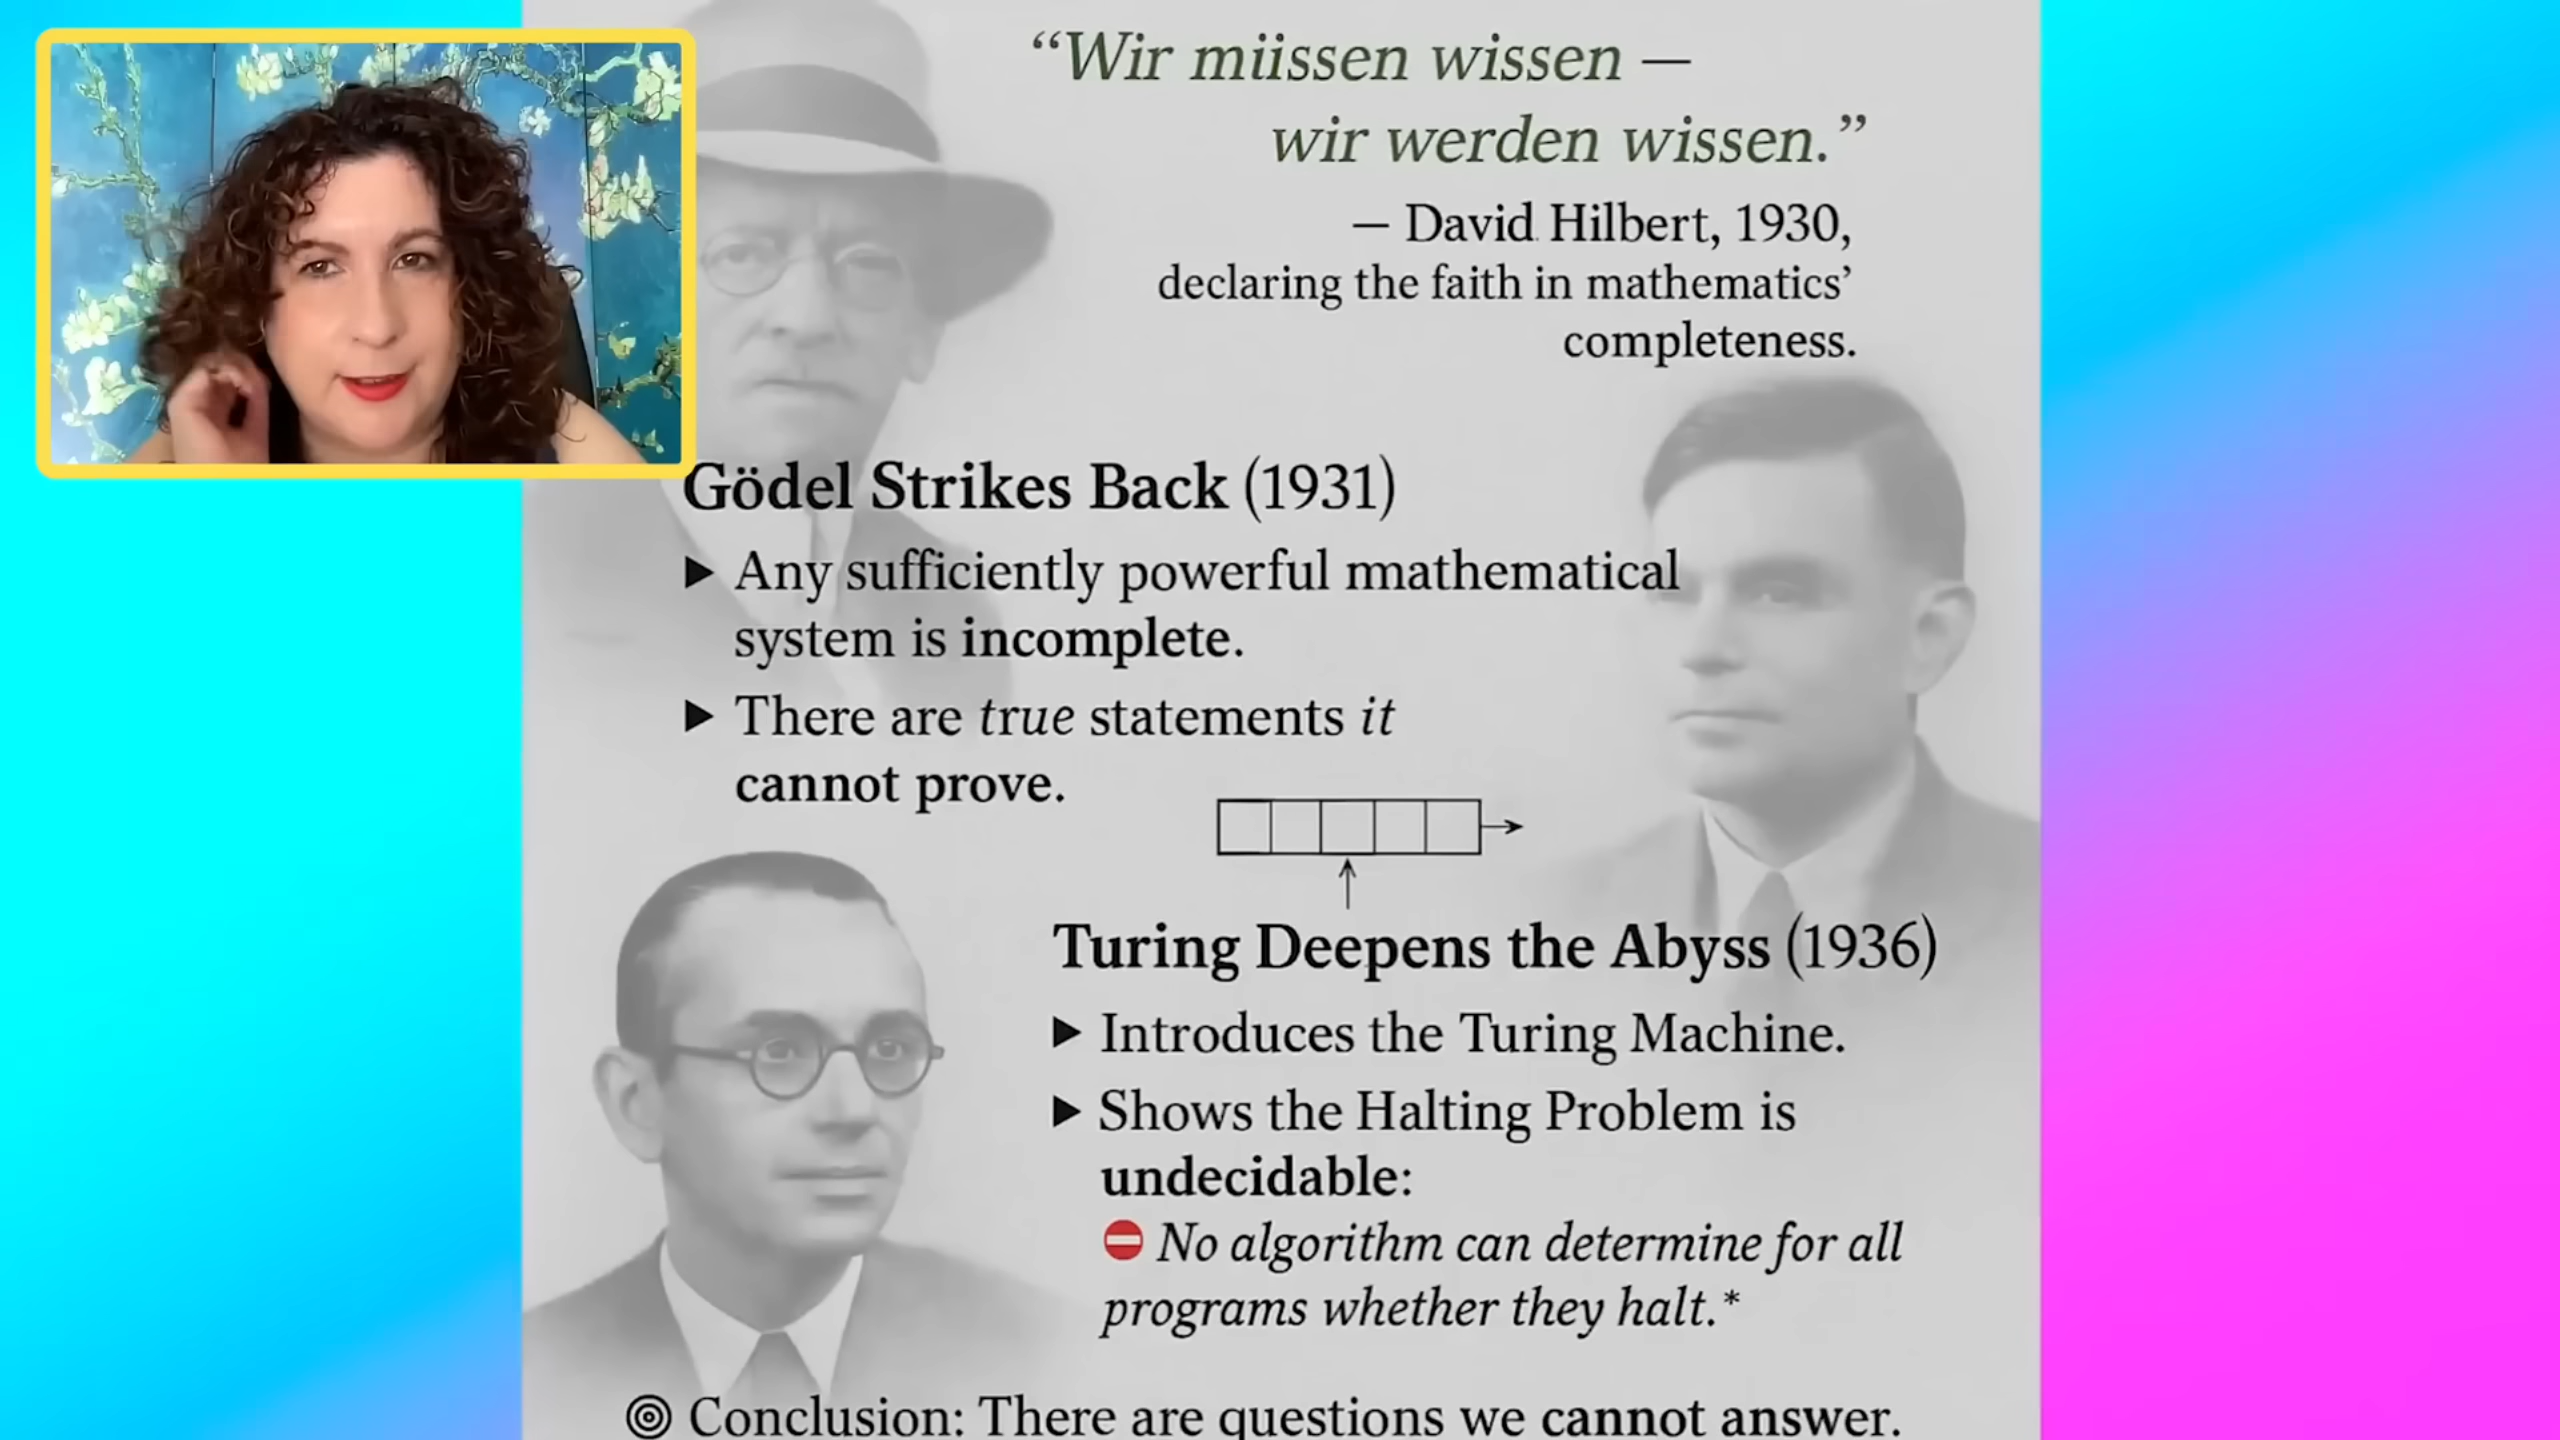 “Wir müssen wissen —
wir werden wissen.”
— David Hilbert, 1930,
declaring the faith in mathematics’
completeness.
Gödel Strikes Back (1931)
▶ Any sufficiently powerful mathematical
system is incomplete.
▶ There are true statements it
cannot prove.
Turing Deepens the Abyss (1936)
▶ Introduces the Turing Machine.
▶ Shows the Halting Problem is
undecidable:
⛔ No algorithm can determine for all
programs whether they halt.*
Conclusion: There are questions we cannot answer.